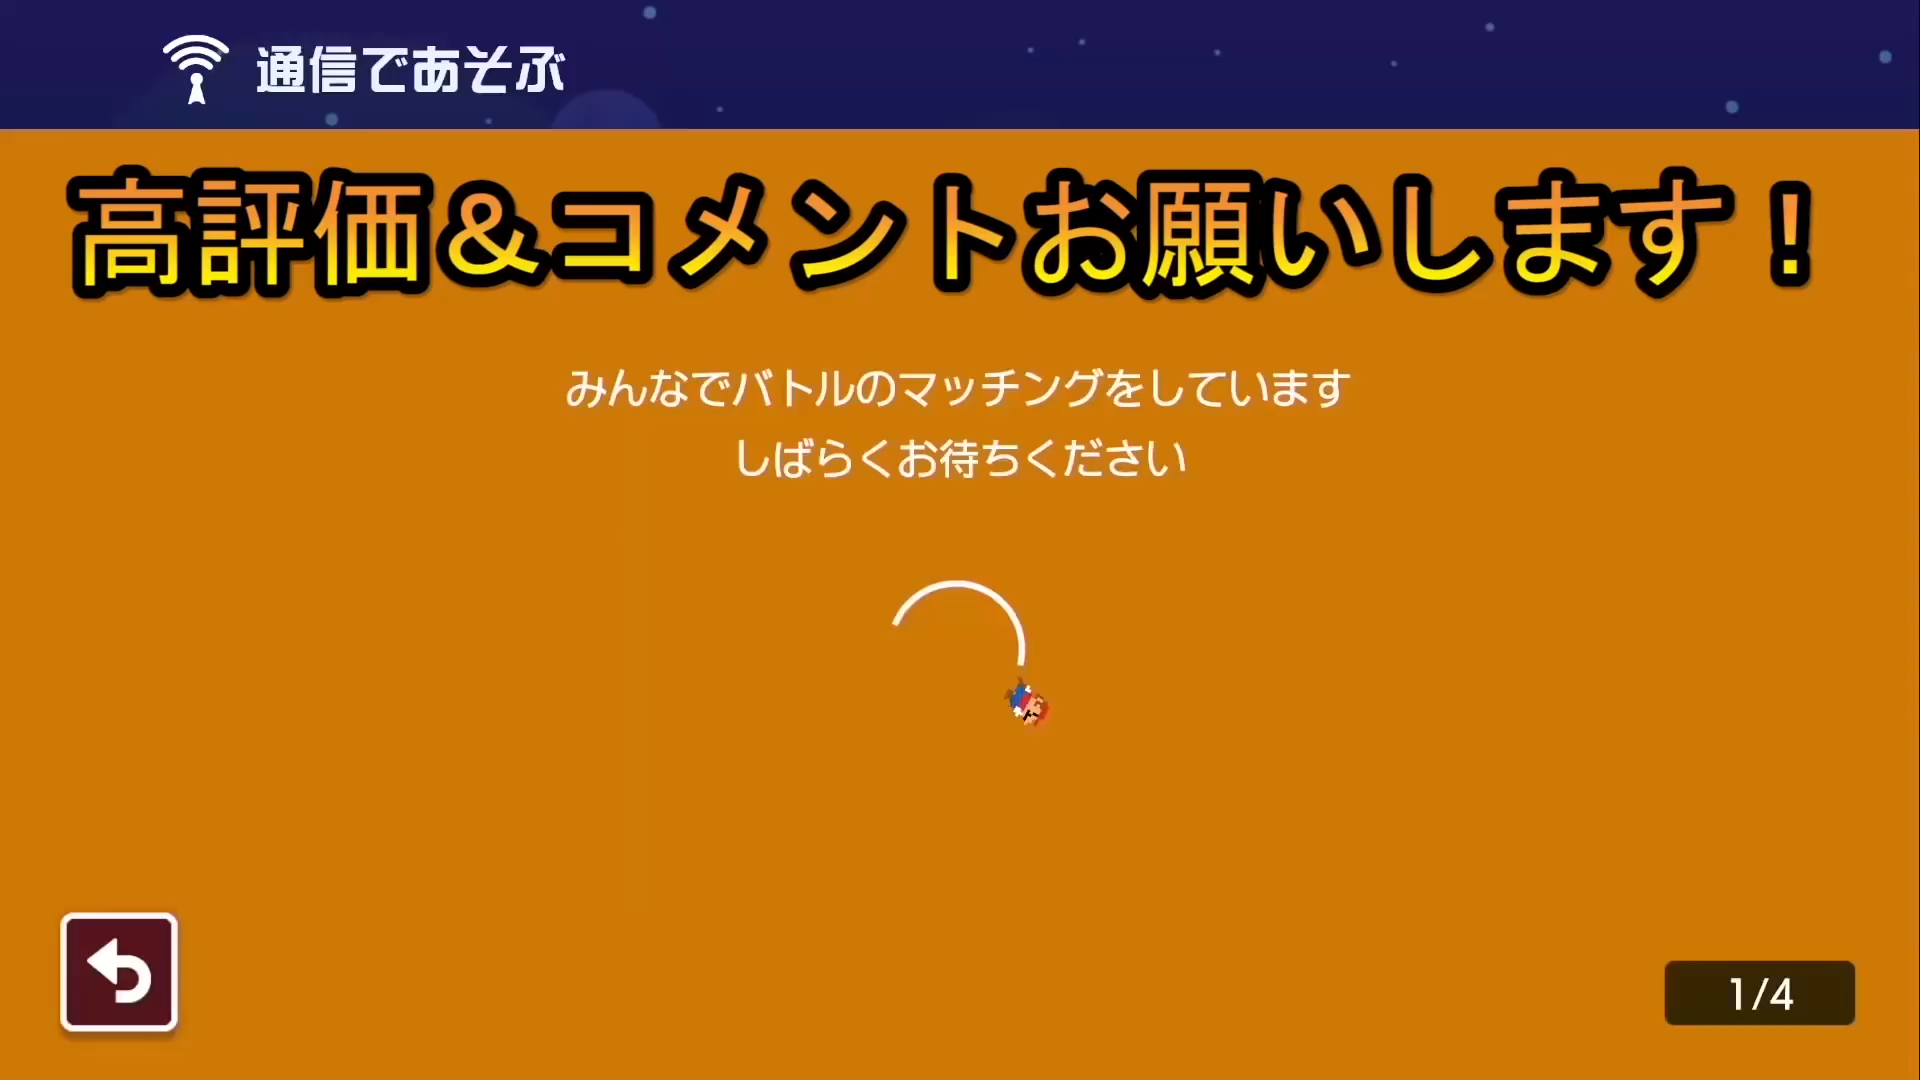 通信であそぶ
高評価&コメントお願いします!
みんなでバトルのマッチングをしています
しばらくお待ちください
1/4